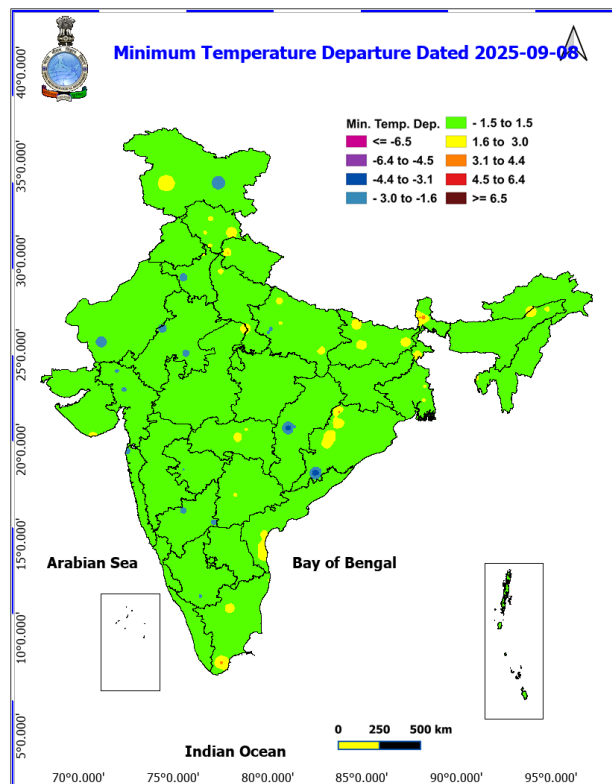 Minimum Temperature Departure Dated 2025-09-08
Min. Temp. Dep.
<= -6.5
-6.4 to -4.5
-4.4 to -3.1
- 3.0 to -1.6
- 1.5 to 1.5
1.6 to 3.0
3.1 to 4.4
4.5 to 6.4
>= 6.5
40°0.000'
35°0.000'
30°0.000'
25°0.000'
20°0.000'
15°0.000'
10°0.000'
5°0.000'
Arabian Sea
Bay of Bengal
Indian Ocean
0 250 500 km
70°0.000' 75°0.000' 80°0.000' 85°0.000' 90°0.000' 95°0.000'